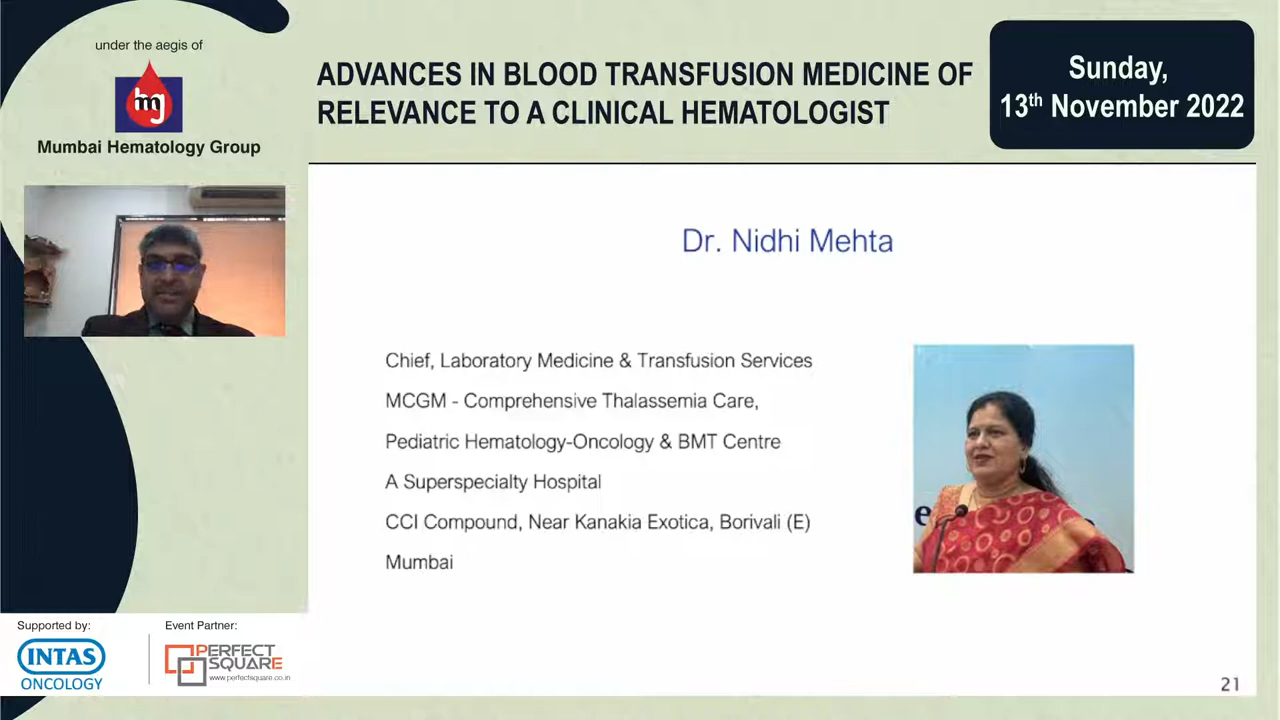 under the aegis of
mg
Mumbai Hematology Group
ADVANCES IN BLOOD TRANSFUSION MEDICINE OF
RELEVANCE TO A CLINICAL HEMATOLOGIST
Sunday,
13th November 2022
Dr. Nidhi Mehta
Chief, Laboratory Medicine & Transfusion Services
MCGM - Comprehensive Thalassemia Care,
Pediatric Hematology-Oncology & BMT Centre
A Superspecialty Hospital
CCI Compound, Near Kanakia Exotica, Borivali (E)
Mumbai
e
Supported by:
INTAS
ONCOLOGY
Event Partner:
PERFECT
SQUARE
www.perfectsquare.co.in
21